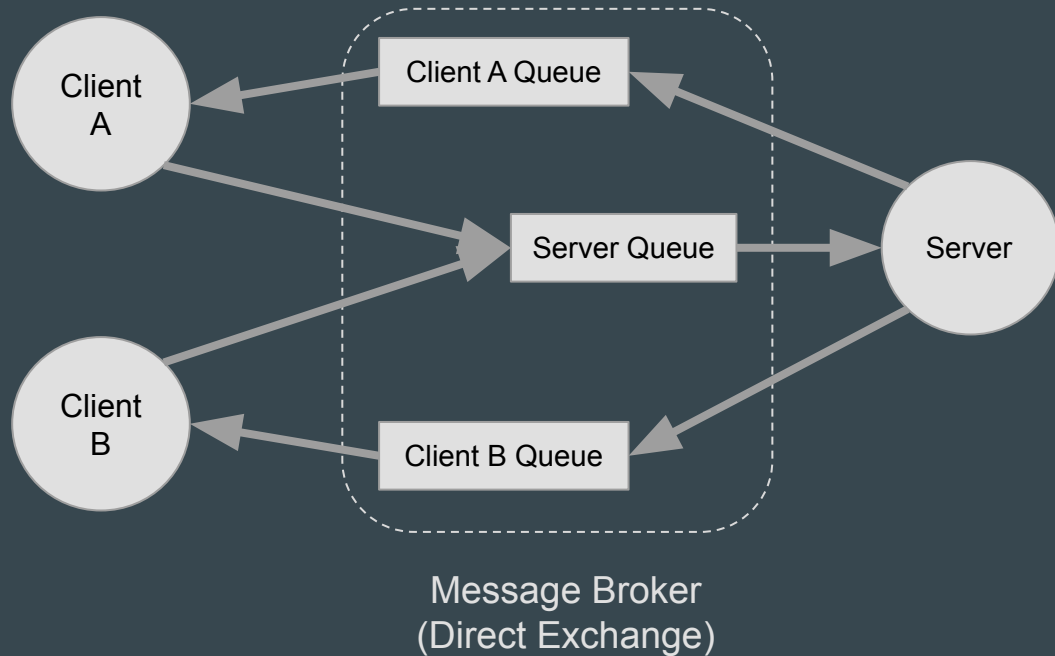 Client
A
Client A Queue
Server Queue
Server
Client
B
Client B Queue
Message Broker
(Direct Exchange)